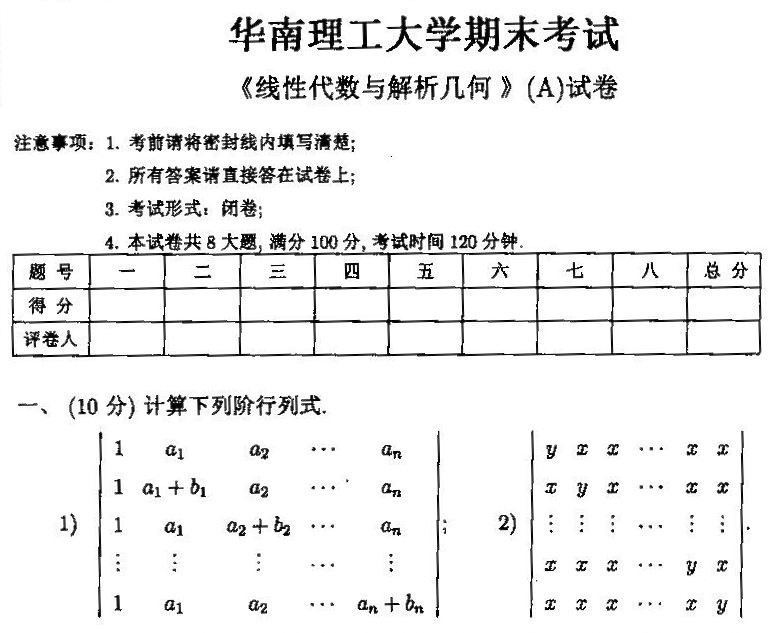 华南理工大学期末考试
《线性代数与解析几何》(A)试卷
注意事项: 1. 考前请将密封线内填写清楚;
2. 所有答案请直接答在试卷上;
3. 考试形式: 闭卷;
4. 本试卷共 8 大题, 满分 100 分, 考试时间 120 分钟.
题 号 一 二 三 四 五 六 七 八 总 分
得 分
评卷人
一、 (10 分) 计算下列阶行列式.
1) | 1 a₁ a₂ ⋯ aₙ |
| 1 a₁ + b₁ a₂ ⋯ aₙ |
| 1 a₁ a₂ + b₂ ⋯ aₙ |
| ⋮ ⋮ ⋮ ⋯ ⋮ |
| 1 a₁ a₂ ⋯ aₙ + bₙ | ;
2) | y x x ⋯ x x |
| x y x ⋯ x x |
| ⋮ ⋮ ⋮ ⋯ ⋮ ⋮ |
| x x x ⋯ y x |
| x x x ⋯ x y | .